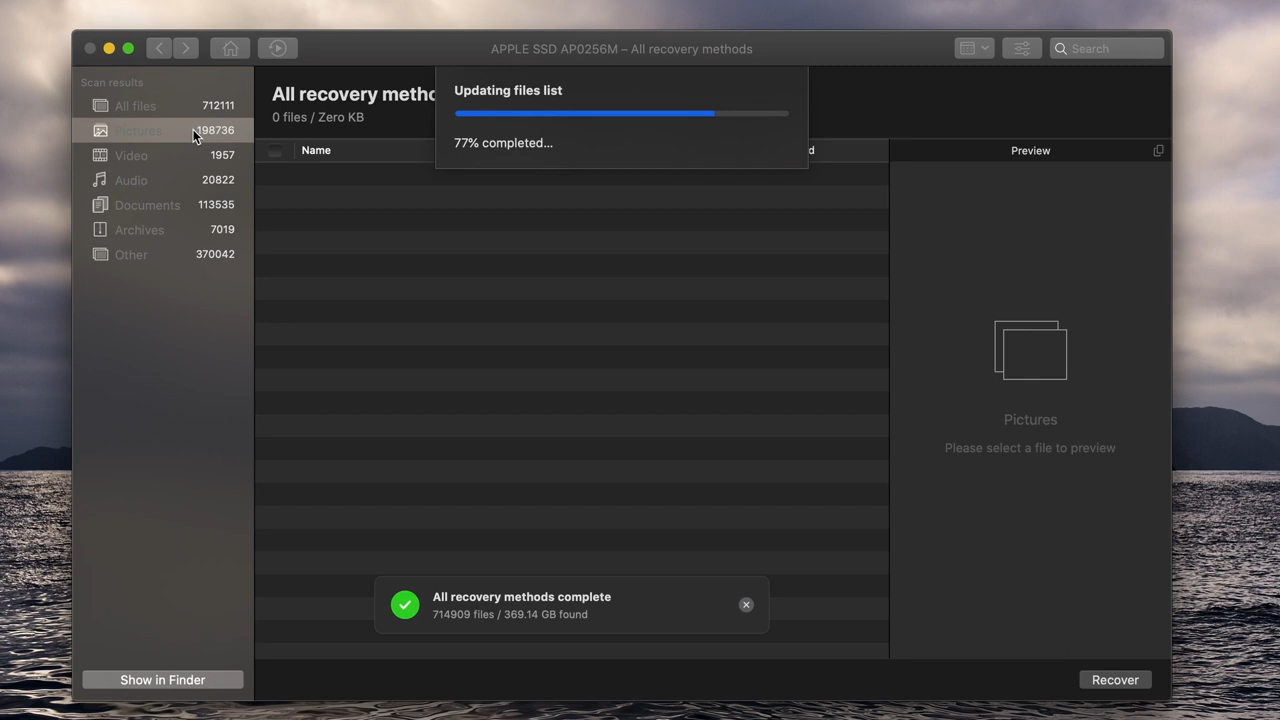 APPLE SSD AP0256M – All recovery methods
Search
Scan results
All files 712111
Pictures 198736
Video 1957
Audio 20822
Documents 113535
Archives 7019
Other 370042
Show in Finder
All recovery metho
0 files / Zero KB
Updating files list
77% completed...
Name
d
Preview
Pictures
Please select a file to preview
All recovery methods complete
714909 files / 369.14 GB found
Recover